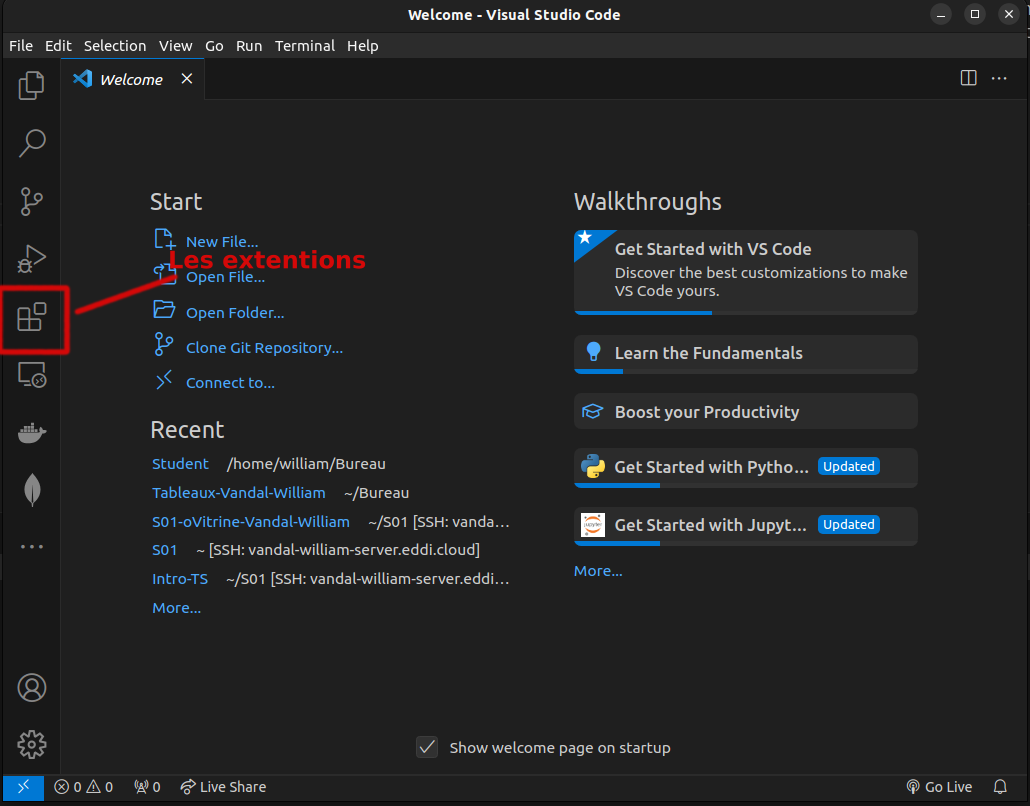 Welcome - Visual Studio Code
File Edit Selection View Go Run Terminal Help
Welcome
Start
New File...
Les extentions
Open File...
Open Folder...
Clone Git Repository...
Connect to...
Recent
Student /home/william/Bureau
Tableaux-Vandal-William ~/Bureau
S01-oVitrine-Vandal-William ~/S01 [SSH: vanda...
S01 ~ [SSH: vandal-william-server.eddi.cloud]
Intro-TS ~/S01 [SSH: vandal-william-server.eddi...
More...
Walkthroughs
Get Started with VS Code
Discover the best customizations to make
VS Code yours.
Learn the Fundamentals
Boost your Productivity
Get Started with Pytho... Updated
Get Started with Jupyt... Updated
More...
Show welcome page on startup
0 0 0 Live Share Go Live